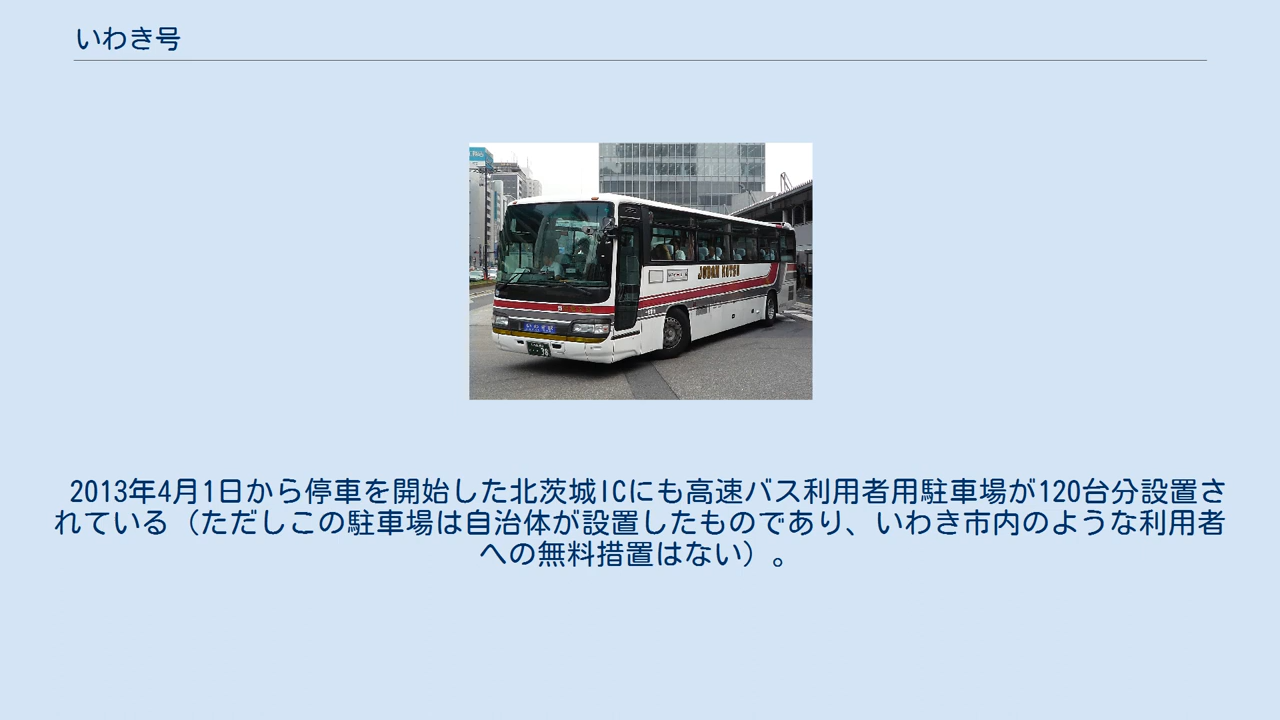 いわき号
JOBAN KOTSU
38
2013年4月1日から停車を開始した北茨城ICにも高速バス利用者用駐車場が120台分設置さ
れている（ただしこの駐車場は自治体が設置したものであり、いわき市内のような利用者
への無料措置はない）。